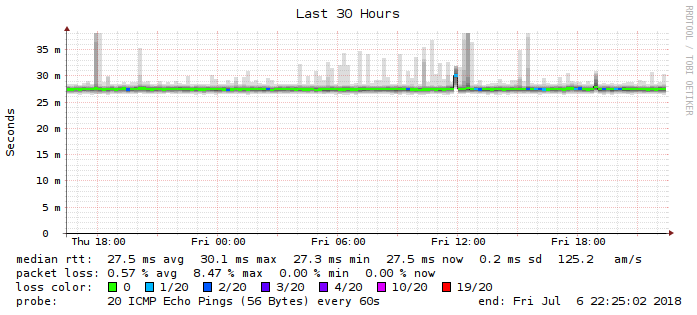 Last 30 Hours
RRDTOOL / TOBI OETIKER
Seconds
35 m
30 m
25 m
20 m
15 m
10 m
5 m
0
Thu 18:00 Fri 00:00 Fri 06:00 Fri 12:00 Fri 18:00
median rtt: 27.5 ms avg 30.1 ms max 27.3 ms min 27.5 ms now 0.2 ms sd 125.2 am/s
packet loss: 0.57 % avg 8.47 % max 0.00 % min 0.00 % now
loss color: 0 1/20 2/20 3/20 4/20 10/20 19/20
probe: 20 ICMP Echo Pings (56 Bytes) every 60s end: Fri Jul 6 22:25:02 2018